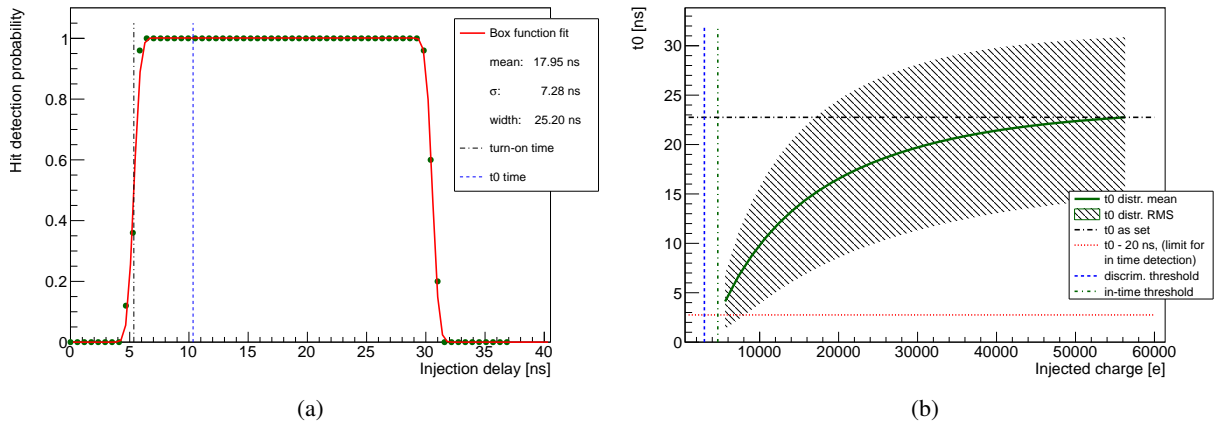 Hit detection probability
1
0.8
0.6
0.4
0.2
0
0 5 10 15 20 25 30 35 40
Injection delay [ns]
Box function fit
mean: 17.95 ns
σ: 7.28 ns
width: 25.20 ns
turn-on time
t0 time
(a)
t0 [ns]
30
25
20
15
10
5
0
10000 20000 30000 40000 50000 60000
Injected charge [e]
t0 distr. mean
t0 distr. RMS
t0 as set
t0 - 20 ns, (limit for
in time detection)
discrim. threshold
in-time threshold
(b)